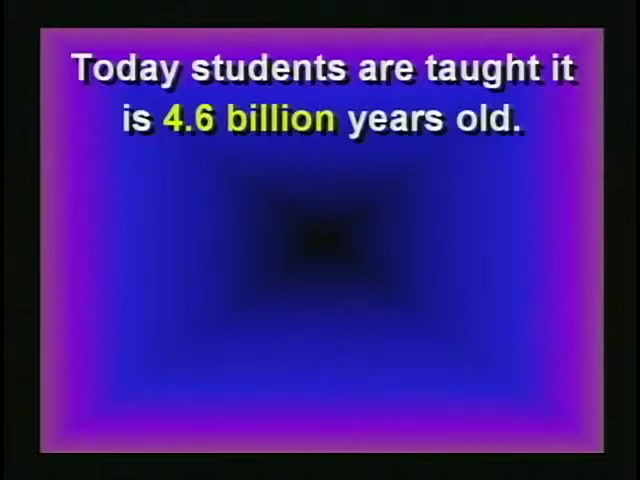 Today students are taught it
is 4.6 billion years old.